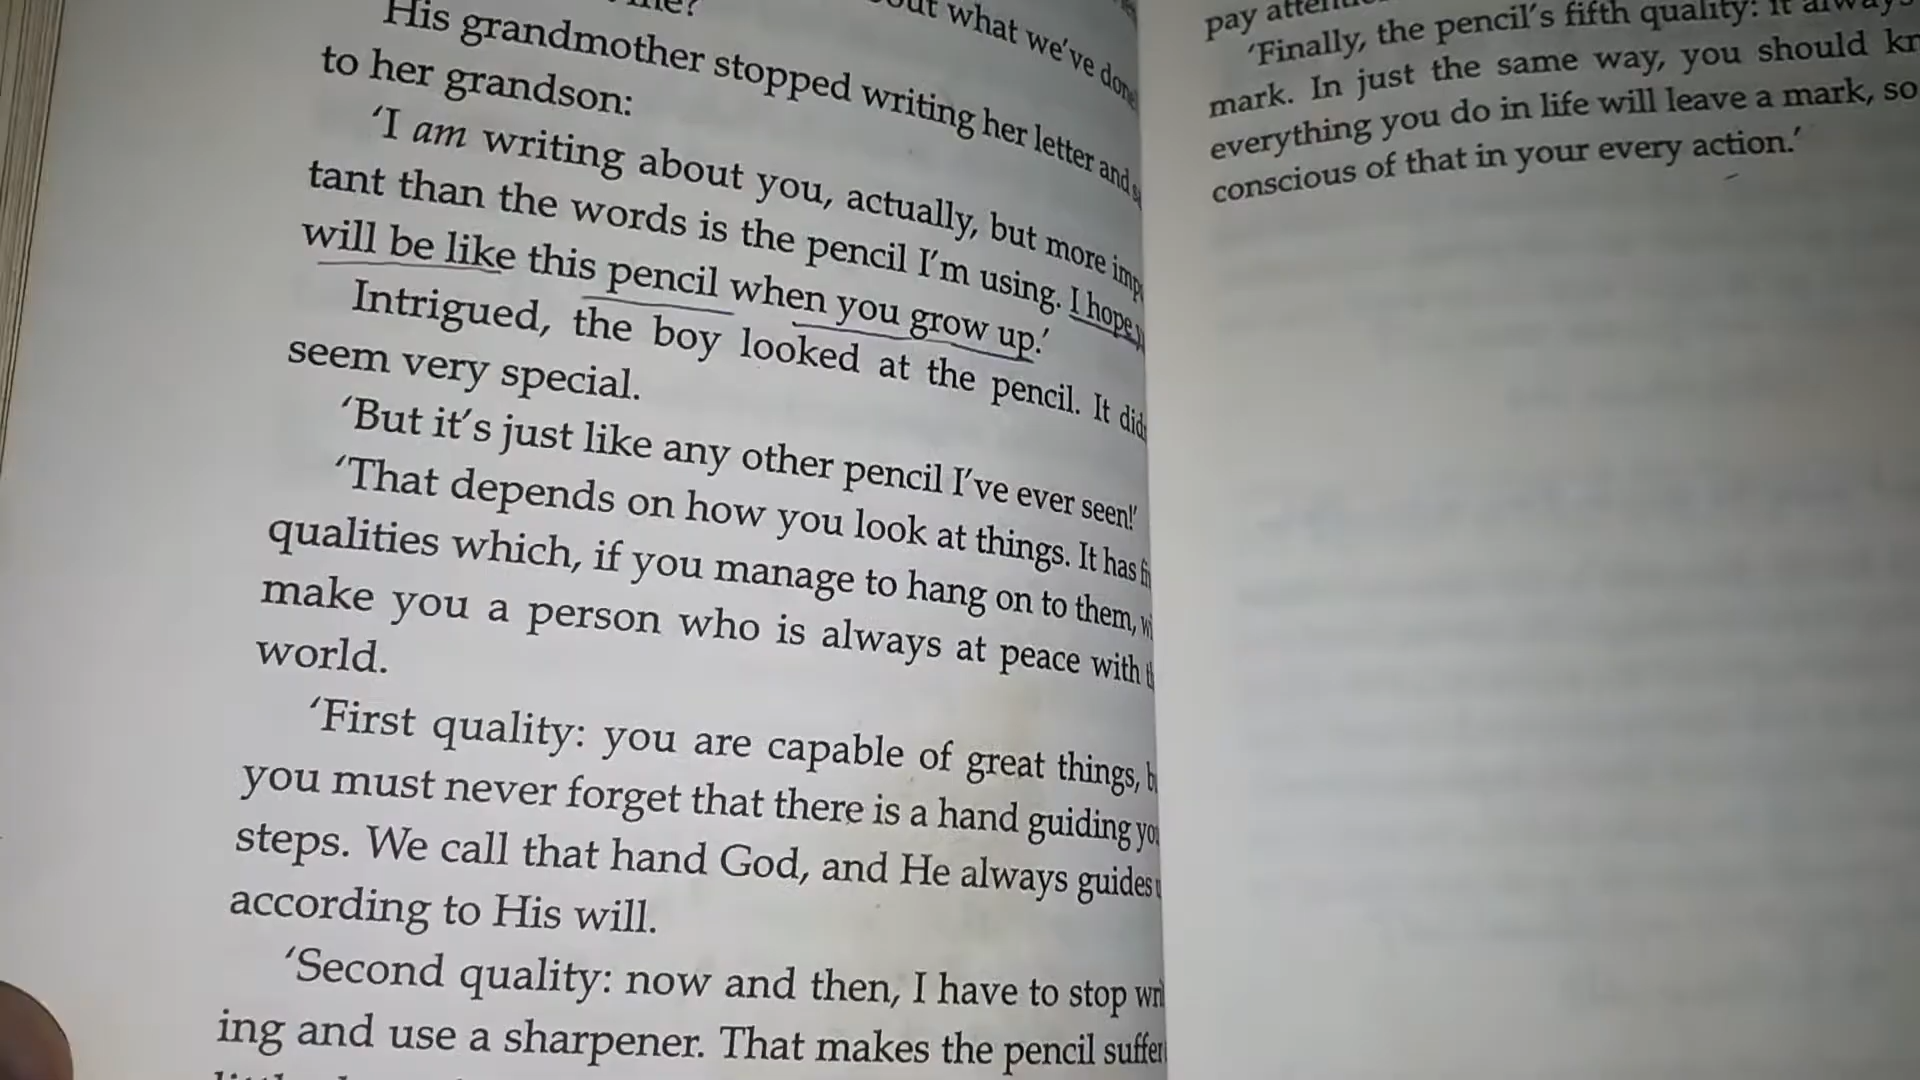 me?
out what we've done
His grandmother stopped writing her letter and
to her grandson:
'I am writing about you, actually, but more
tant than the words is the pencil I'm using. I hope
will be like this pencil when you grow up.'
Intrigued, the boy looked at the pencil. It
seem very special.
'But it's just like any other pencil I've ever seen!'
'That depends on how you look at things. It has
qualities which, if you manage to hang on to them,
make you a person who is always at peace with
world.
'First quality: you are capable of great things,
you must never forget that there is a hand guiding
steps. We call that hand God, and He always guides
according to His will.
'Second quality: now and then, I have to stop
ing and use a sharpener. That makes the pencil suffer
pay
'Finally, the pencil's fifth quality: it always
mark. In just the same way, you should
everything you do in life will leave a mark, so
conscious of that in your every action.'